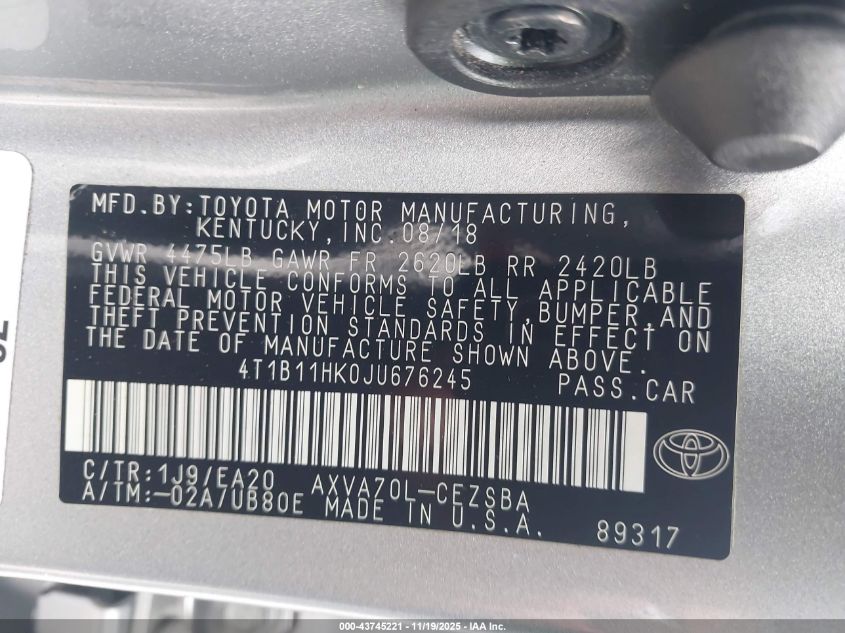 MFD.BY:TOYOTA MOTOR MANUFACTURING,
KENTUCKY,INC.08/18
GVWR 4475LB GAWR FR 2620LB RR 2420LB
THIS VEHICLE CONFORMS TO ALL APPLICABLE
FEDERAL MOTOR VEHICLE SAFETY,BUMPER,AND
THEFT PREVENTION STANDARDS IN EFFECT ON
THE DATE OF MANUFACTURE SHOWN ABOVE.
4T1B11HK0JU676245 PASS.CAR
C/TR:1J9/EA20 AXVA70L-CEZSBA
A/TM:-02A/UB80E MADE IN U.S.A. 89317
000-43745221 - 11/19/2025 - IAA Inc.